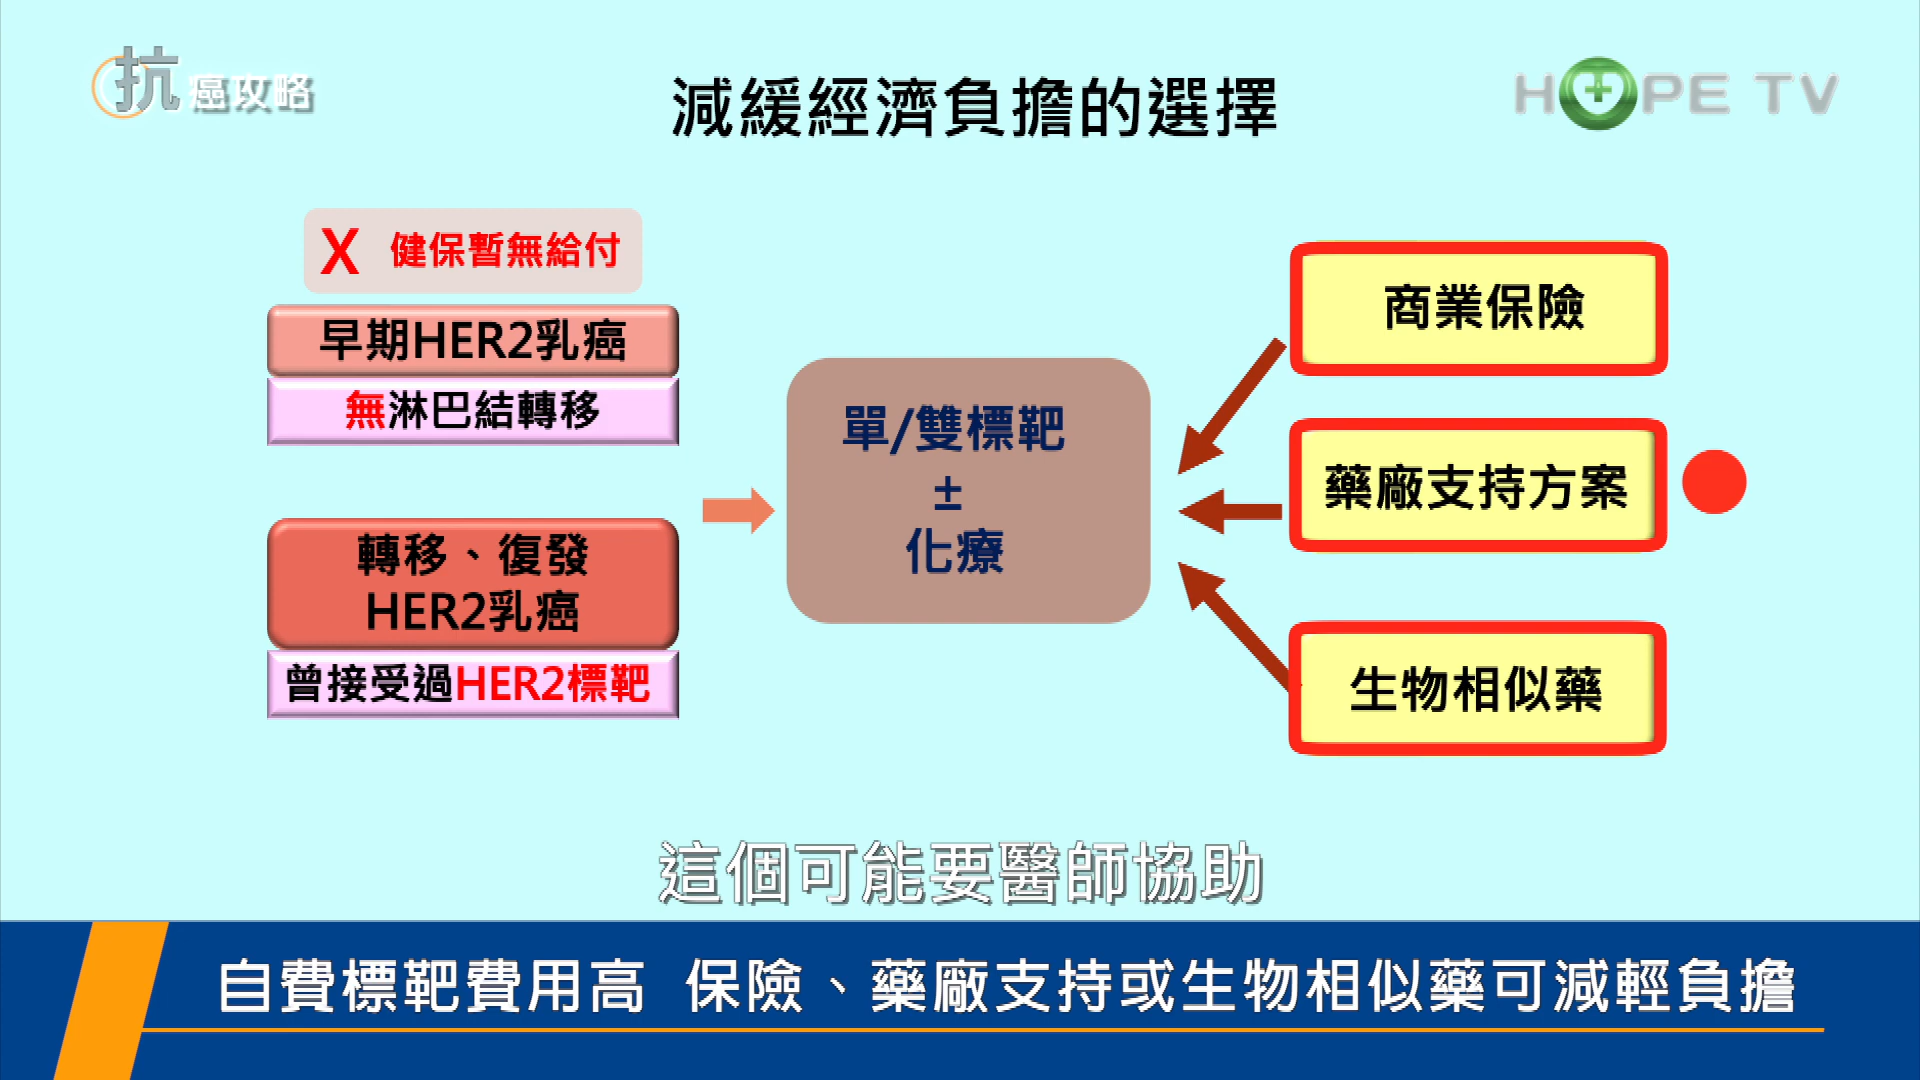 抗癌攻略
減緩經濟負擔的選擇
HOPE TV
X 健保暫無給付
早期HER2乳癌
無淋巴結轉移
轉移、復發
HER2乳癌
曾接受過HER2標靶
單/雙標靶
±
化療
商業保險
藥廠支持方案
生物相似藥
這個可能要醫師協助
自費標靶費用高 保險、藥廠支持或生物相似藥可減輕負擔